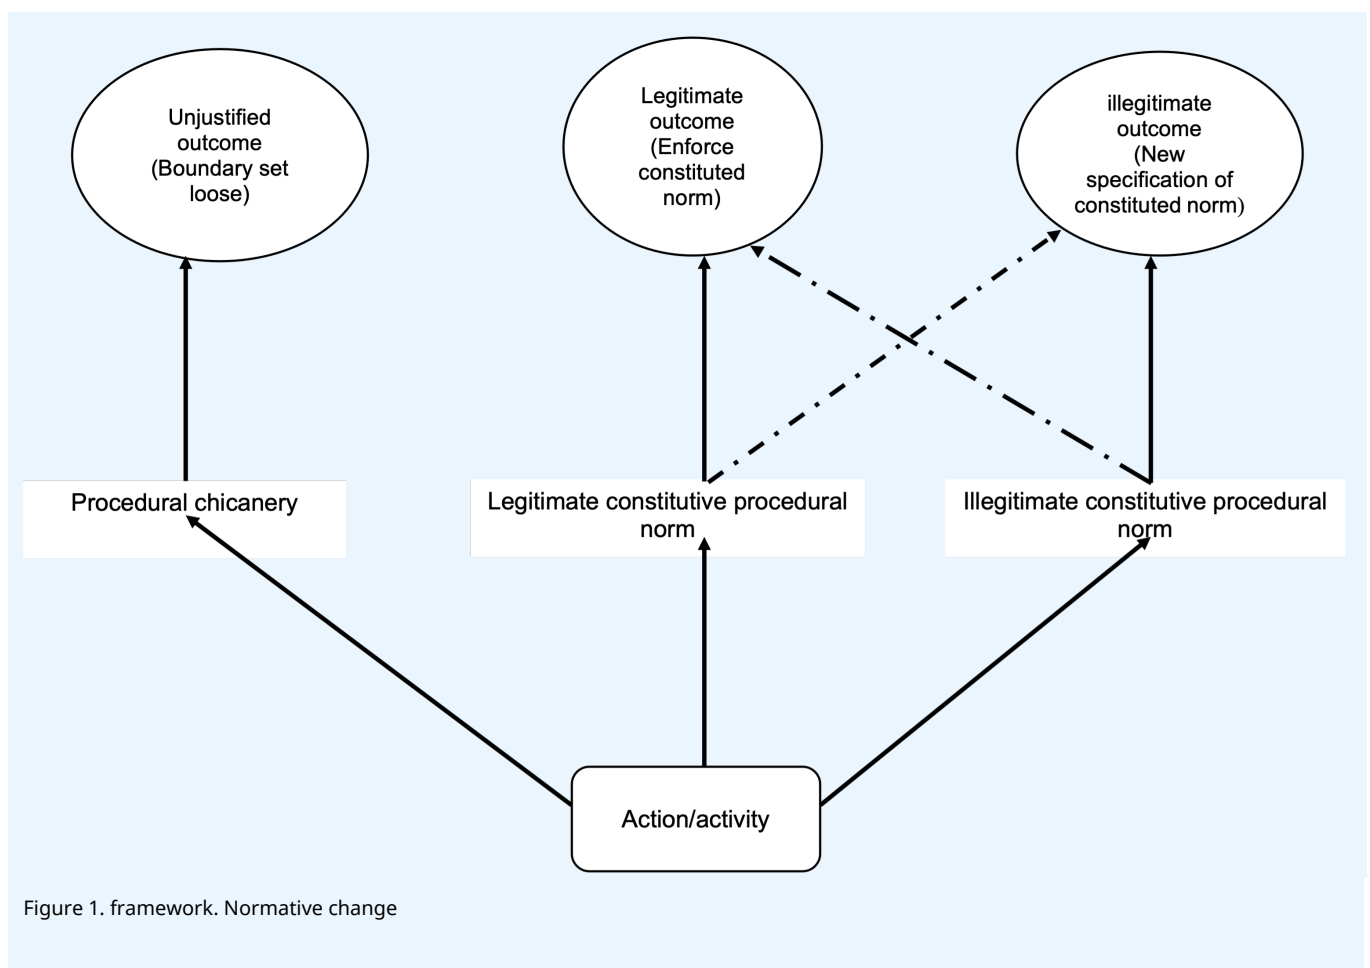 Unjustified
outcome
(Boundary set
loose)
Legitimate
outcome
(Enforce
constituted
norm)
illegitimate
outcome
(New
specification of
constituted norm)
Procedural chicanery
Legitimate constitutive procedural
norm
Illegitimate constitutive procedural
norm
Action/activity
Figure 1. framework. Normative change